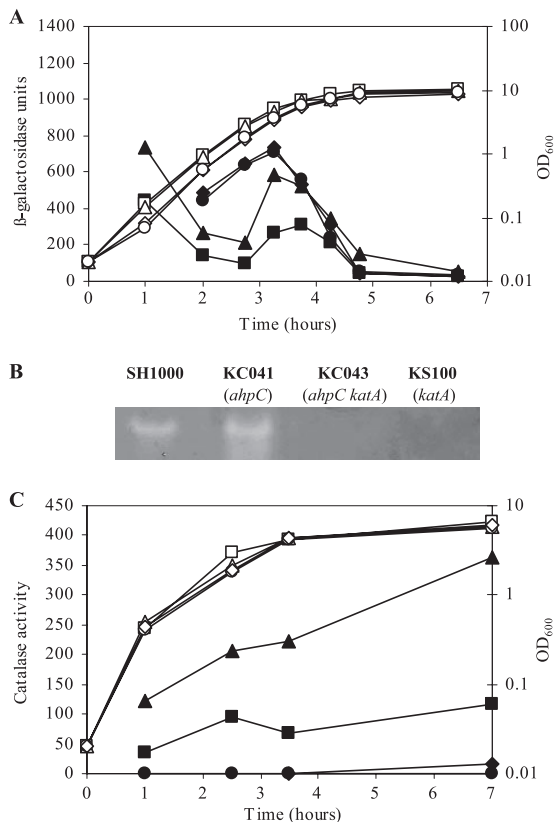 A
1400
1200
1000
800
600
400
200
0
ß-galactosidase units
100
10
1
0.1
0.01
OD600
0 1 2 3 4 5 6 7
Time (hours)
B
SH1000 KC041 KC043 KS100
(ahpC) (ahpC katA) (katA)
C
450
400
350
300
250
200
150
100
50
0
Catalase activity
10
1
0.1
0.01
OD600
0 1 2 3 4 5 6 7
Time (hours)